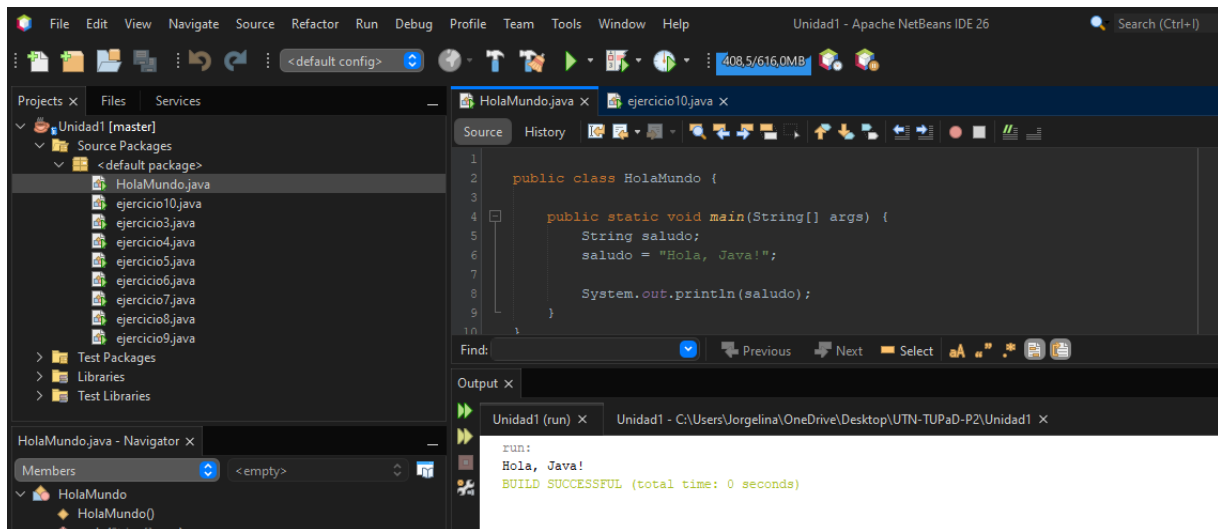 File Edit View Navigate Source Refactor Run Debug Profile Team Tools Window Help Unidad1 - Apache NetBeans IDE 26 Search (Ctrl+I)
<default config> 408,5/616,0MB
Projects Files Services
Unidad1 [master]
Source Packages
<default package>
HolaMundo.java
ejercicio10.java
ejercicio3.java
ejercicio4.java
ejercicio5.java
ejercicio6.java
ejercicio7.java
ejercicio8.java
ejercicio9.java
Test Packages
Libraries
Test Libraries
HolaMundo.java - Navigator
Members <empty>
HolaMundo
HolaMundo()
HolaMundo.java ejercicio10.java
Source History
1
2 public class HolaMundo {
3
4 public static void main(String[] args) {
5 String saludo;
6 saludo = "Hola, Java!";
7
8 System.out.println(saludo);
9 }
10 }
Find: Previous Next Select aA “” .*
Output
Unidad1 (run) Unidad1 - C:\Users\Jorgelina\OneDrive\Desktop\UTN-TUPaD-P2\Unidad1
run:
Hola, Java!
BUILD SUCCESSFUL (total time: 0 seconds)